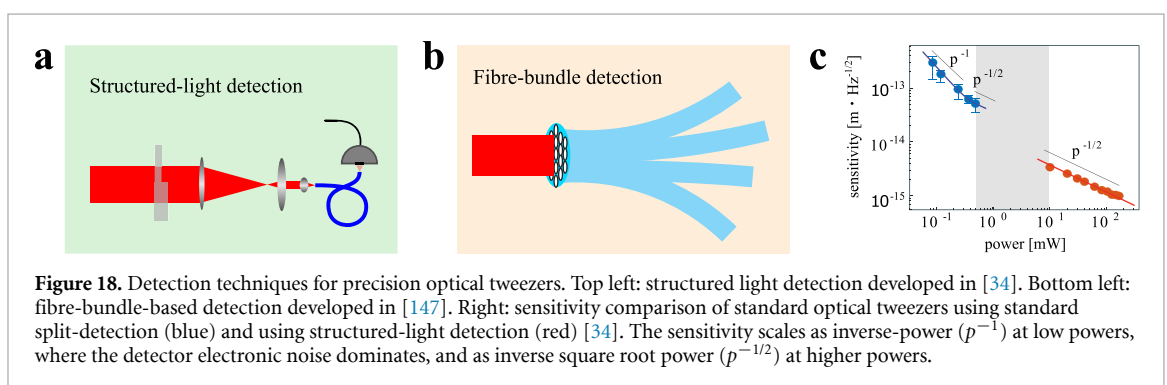 a
Structured-light detection
b
Fibre-bundle detection
c
sensitivity [m · Hz^-1/2]
10^-13
10^-14
10^-15
p^-1
p^-1/2
p^-1/2
10^-1
10^0
10^1
10^2
power [mW]
Figure 18. Detection techniques for precision optical tweezers. Top left: structured light detection developed in [34]. Bottom left:
fibre-bundle-based detection developed in [147]. Right: sensitivity comparison of standard optical tweezers using standard
split-detection (blue) and using structured-light detection (red) [34]. The sensitivity scales as inverse-power (p^−1) at low powers,
where the detector electronic noise dominates, and as inverse square root power (p^−1/2) at higher powers.